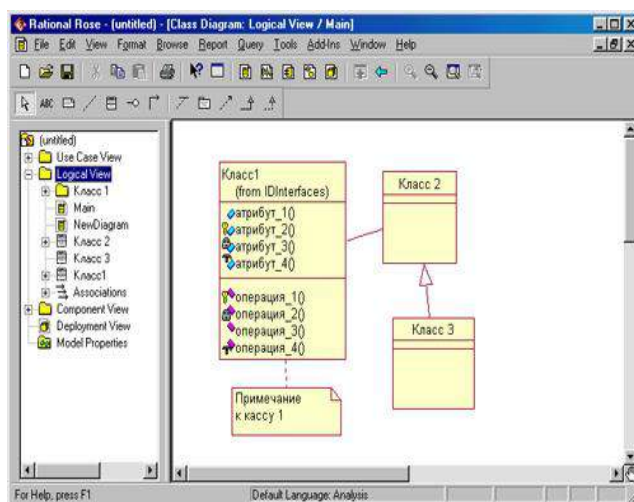 Rational Rose - (untitled) - [Class Diagram: Logical View / Main]
File Edit View Format Browse Report Query Tools Add-Ins Window Help
ABC
(untitled)
Use Case View
Logical View
Класс 1
Main
NewDiagram
Класс 2
Класс 3
Класс1
Associations
Component View
Deployment View
Model Properties
Класс1
(from IDInterfaces)
атрибут_1()
атрибут_2()
атрибут_3()
атрибут_4()
операция_1()
операция_2()
операция_3()
операция_4()
Примечание
к кассу 1
Класс 2
Класс 3
For Help, press F1
Default Language: Analysis